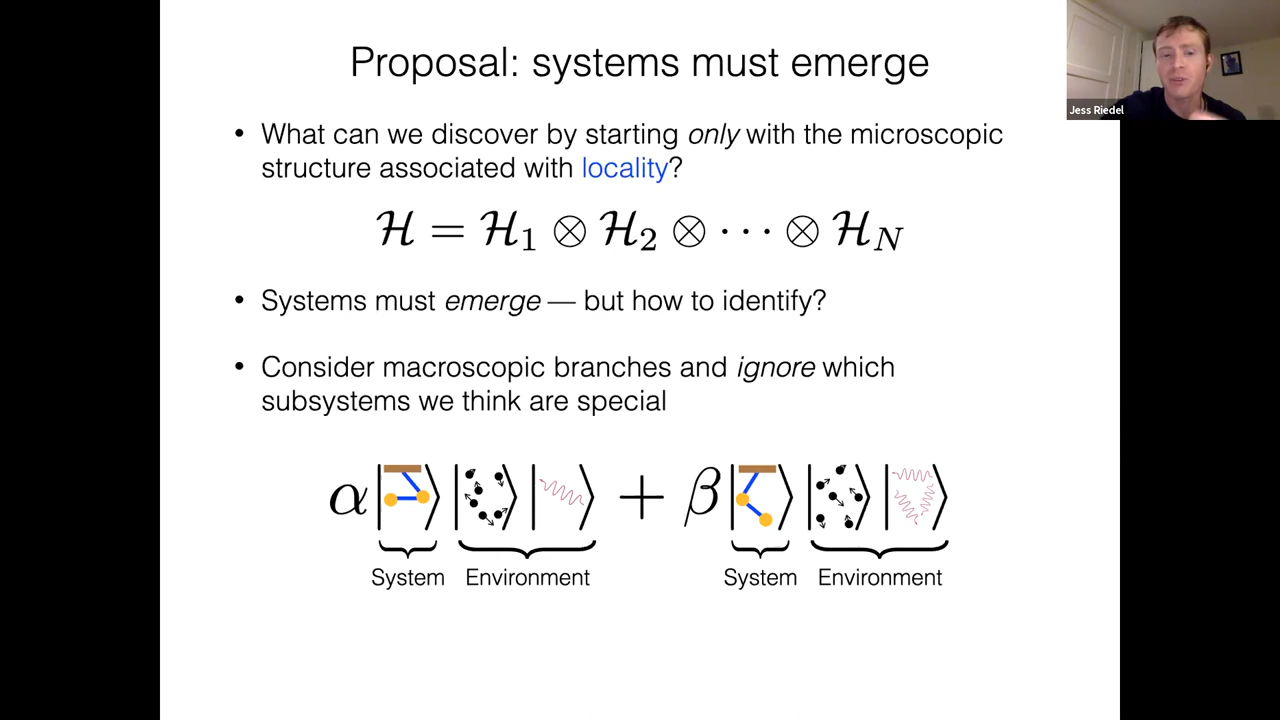 Proposal: systems must emerge
Jess Riedel
• What can we discover by starting only with the microscopic
structure associated with locality?
ℋ = ℋ₁ ⊗ ℋ₂ ⊗ ⋯ ⊗ ℋ_N
• Systems must emerge — but how to identify?
• Consider macroscopic branches and ignore which
subsystems we think are special
α| ⟩| ⟩| ⟩ + β| ⟩| ⟩| ⟩
System Environment System Environment